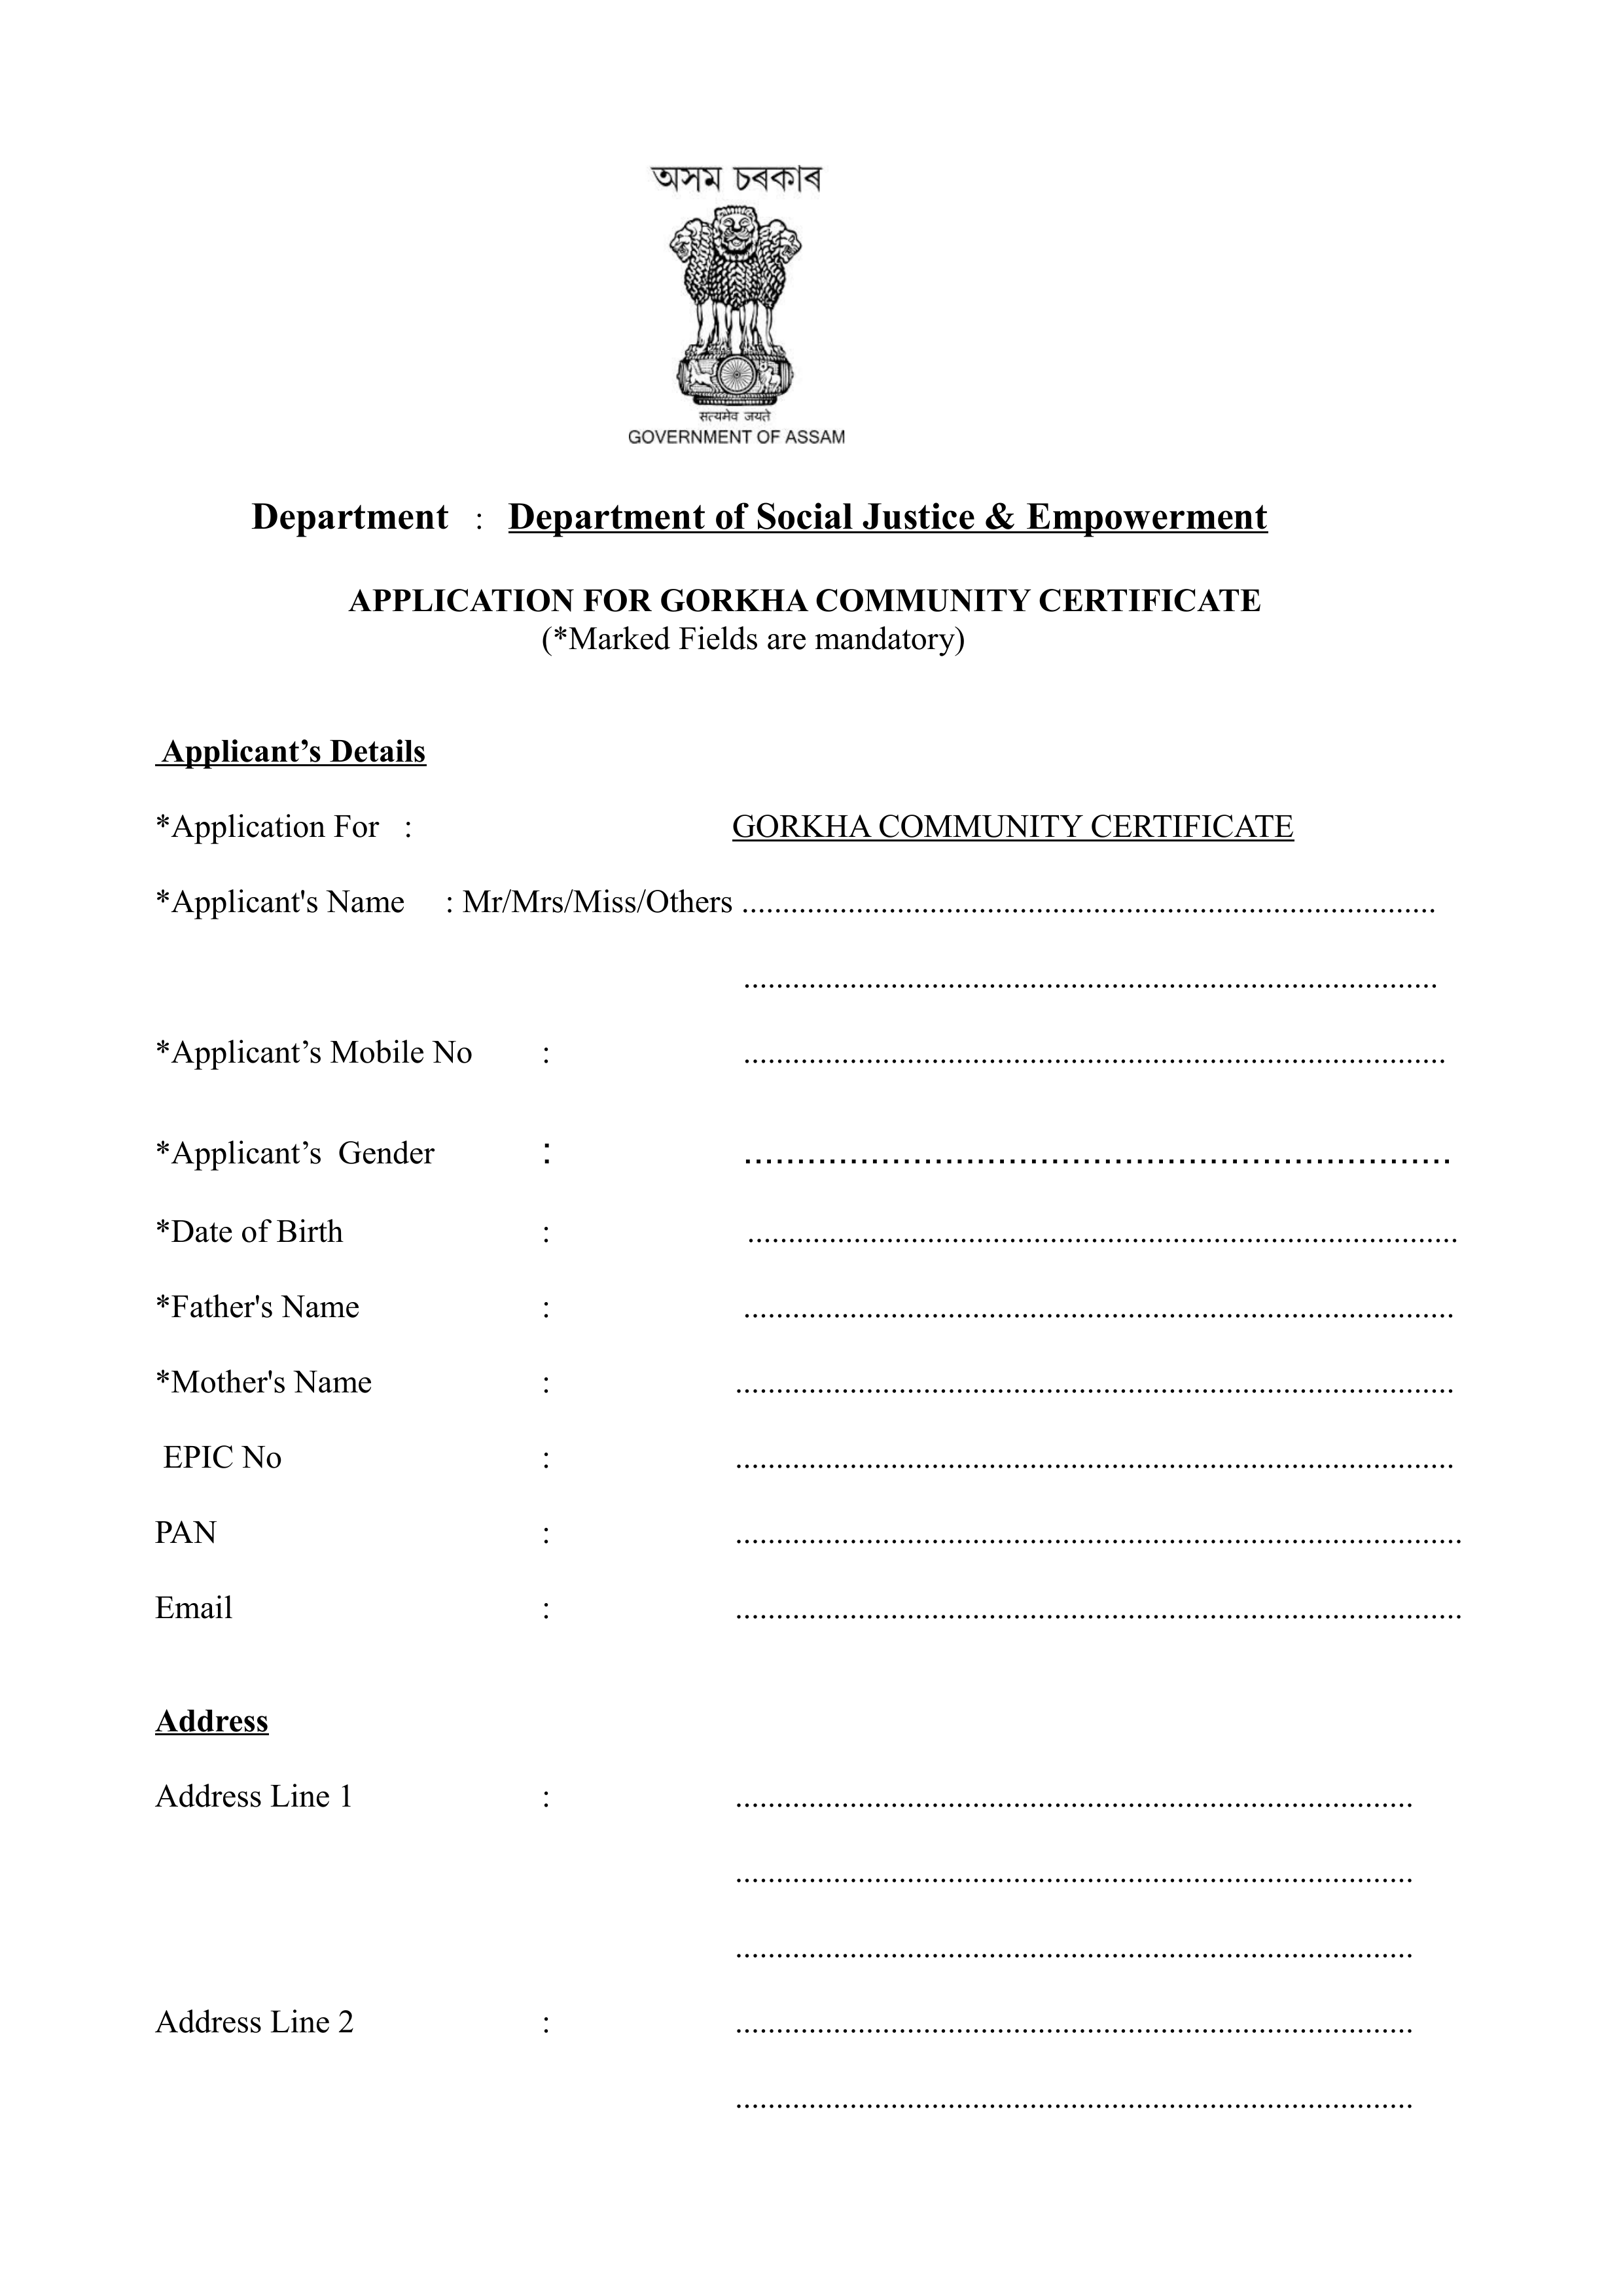 অসম চৰকাৰ
सत्यमेव जयते
GOVERNMENT OF ASSAM
Department : Department of Social Justice & Empowerment
APPLICATION FOR GORKHA COMMUNITY CERTIFICATE
(*Marked Fields are mandatory)
Applicant’s Details
*Application For : GORKHA COMMUNITY CERTIFICATE
*Applicant's Name : Mr/Mrs/Miss/Others ....................................................................................
....................................................................................
*Applicant’s Mobile No : .....................................................................................
*Applicant’s Gender : ...................................................................
*Date of Birth : ......................................................................................
*Father's Name : ......................................................................................
*Mother's Name : .......................................................................................
EPIC No : .......................................................................................
PAN : ........................................................................................
Email : ........................................................................................
Address
Address Line 1 : ..................................................................................
..................................................................................
..................................................................................
Address Line 2 : ..................................................................................
..................................................................................